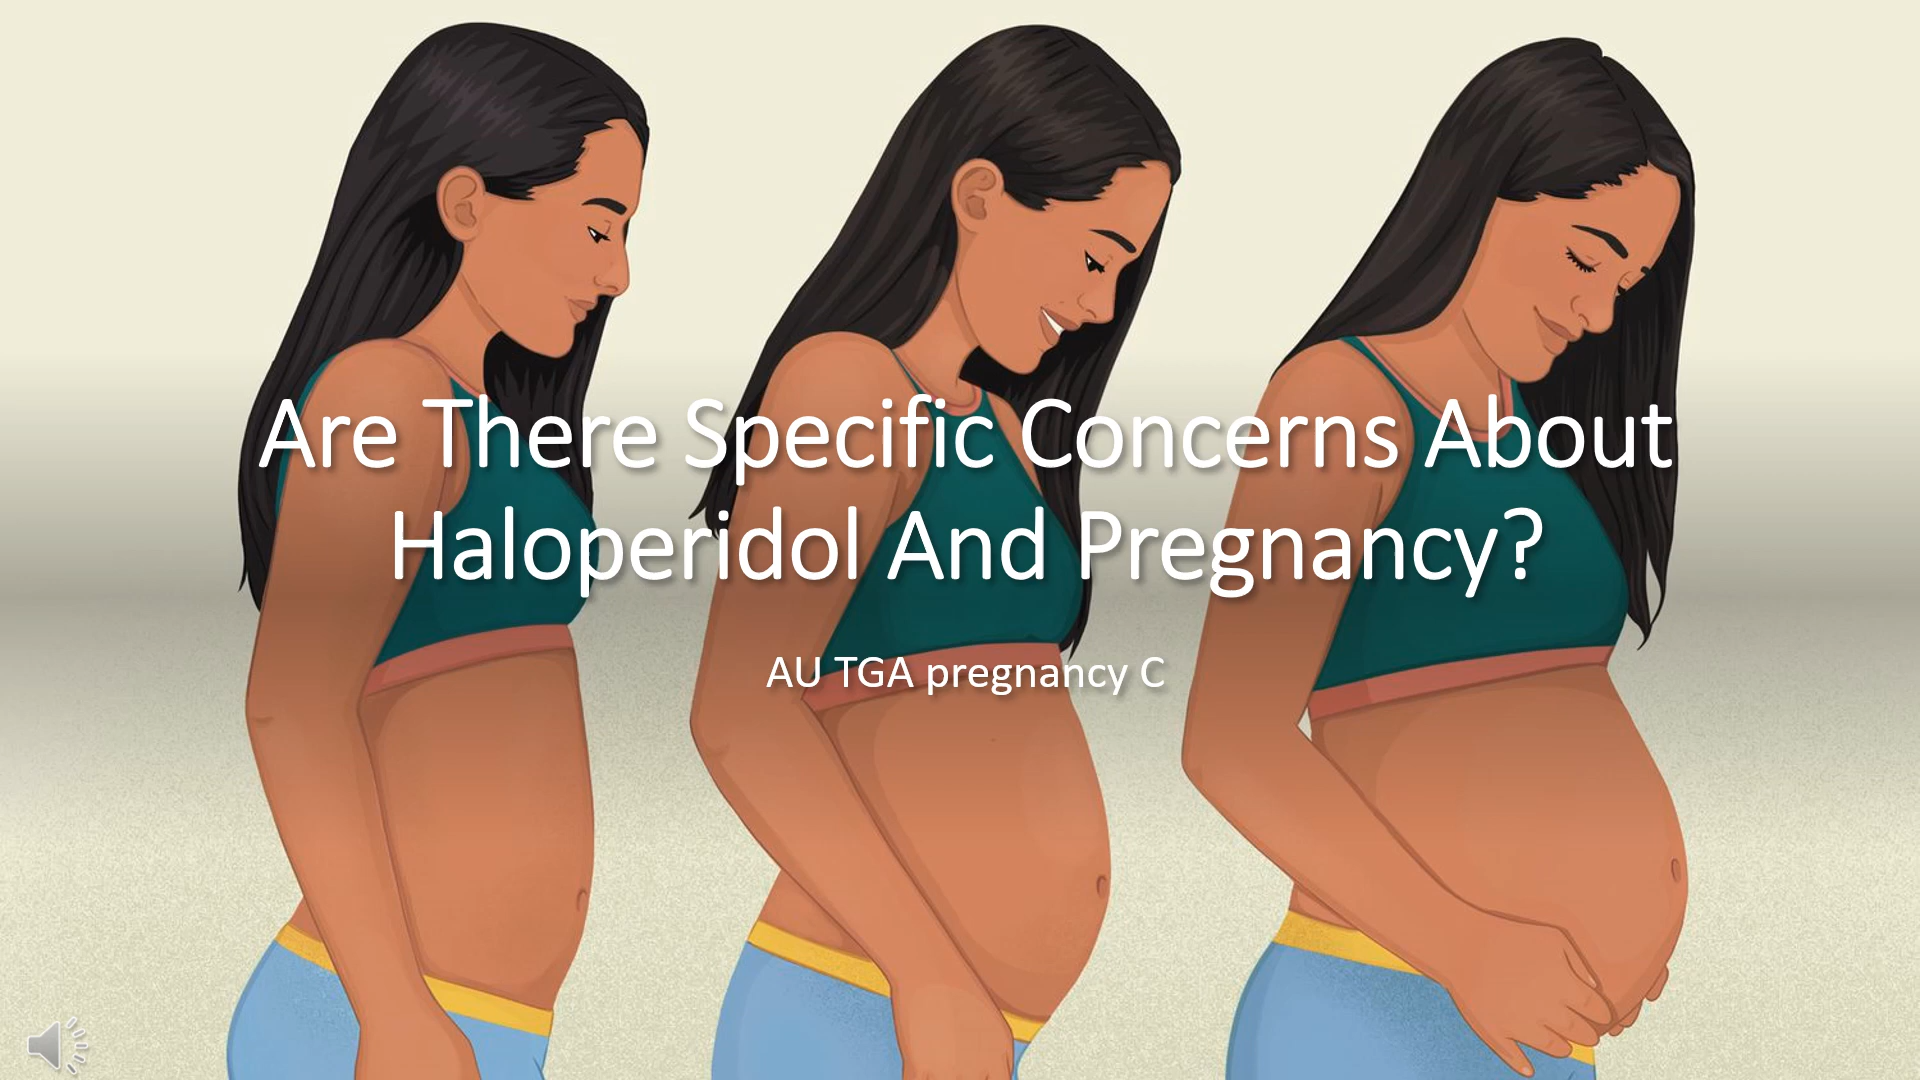 Are There Specific Concerns About
Haloperidol And Pregnancy?
AU TGA pregnancy C